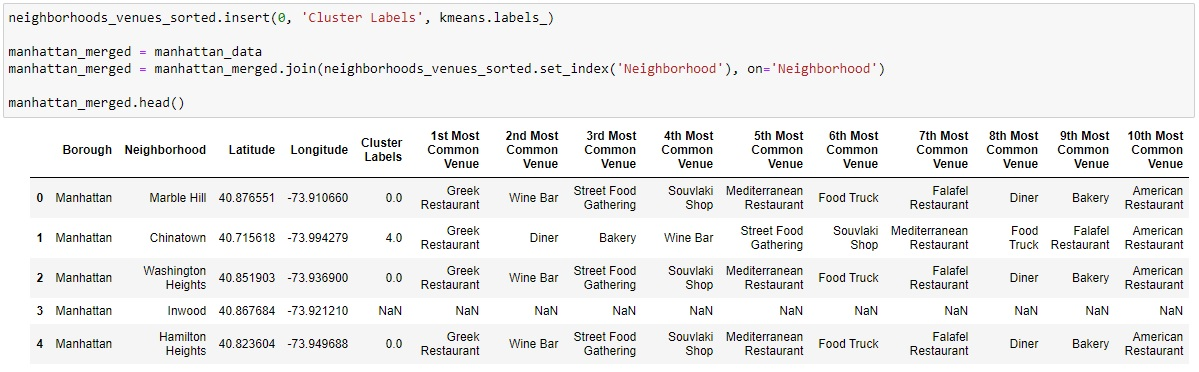 neighborhoods_venues_sorted.insert(0, 'Cluster Labels', kmeans.labels_)
manhattan_merged = manhattan_data
manhattan_merged = manhattan_merged.join(neighborhoods_venues_sorted.set_index('Neighborhood'), on='Neighborhood')
manhattan_merged.head()
Borough Neighborhood Latitude Longitude Cluster Labels 1st Most Common Venue 2nd Most Common Venue 3rd Most Common Venue 4th Most Common Venue 5th Most Common Venue 6th Most Common Venue 7th Most Common Venue 8th Most Common Venue 9th Most Common Venue 10th Most Common Venue
0 Manhattan Marble Hill 40.876551 -73.910660 0.0 Greek Restaurant Wine Bar Street Food Gathering Souvlaki Shop Mediterranean Restaurant Food Truck Falafel Restaurant Diner Bakery American Restaurant
1 Manhattan Chinatown 40.715618 -73.994279 4.0 Greek Restaurant Diner Bakery Wine Bar Street Food Gathering Souvlaki Shop Mediterranean Restaurant Food Truck Falafel Restaurant American Restaurant
2 Manhattan Washington Heights 40.851903 -73.936900 0.0 Greek Restaurant Wine Bar Street Food Gathering Souvlaki Shop Mediterranean Restaurant Food Truck Falafel Restaurant Diner Bakery American Restaurant
3 Manhattan Inwood 40.867684 -73.921210 NaN NaN NaN NaN NaN NaN NaN NaN NaN NaN NaN
4 Manhattan Hamilton Heights 40.823604 -73.949688 0.0 Greek Restaurant Wine Bar Street Food Gathering Souvlaki Shop Mediterranean Restaurant Food Truck Falafel Restaurant Diner Bakery American Restaurant